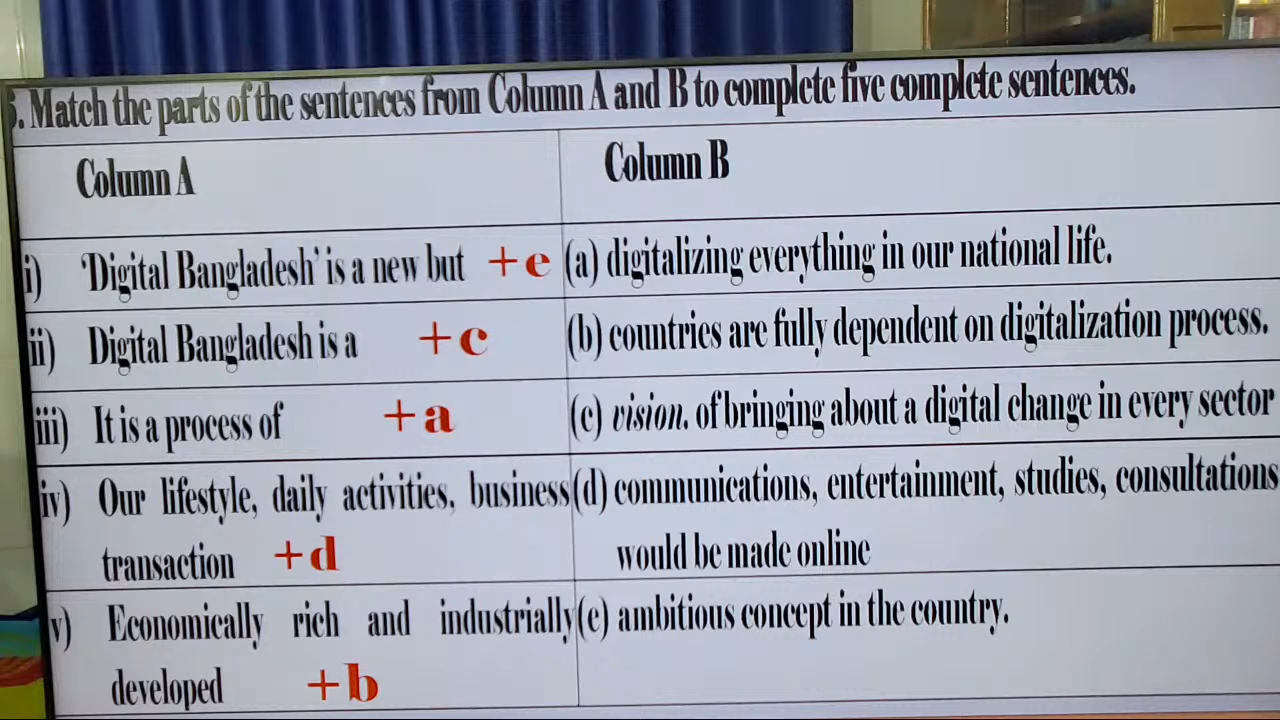 5. Match the parts of the sentences from Column A and B to complete five complete sentences.
Column A
Column B
i) ‘Digital Bangladesh’ is a new but +e
(a) digitalizing everything in our national life.
ii) Digital Bangladesh is a +c
(b) countries are fully dependent on digitalization process.
iii) It is a process of +a
(c) vision. of bringing about a digital change in every sector
iv) Our lifestyle, daily activities, business
transaction +d
(d) communications, entertainment, studies, consultations
would be made online
v) Economically rich and industrially
developed +b
(e) ambitious concept in the country.